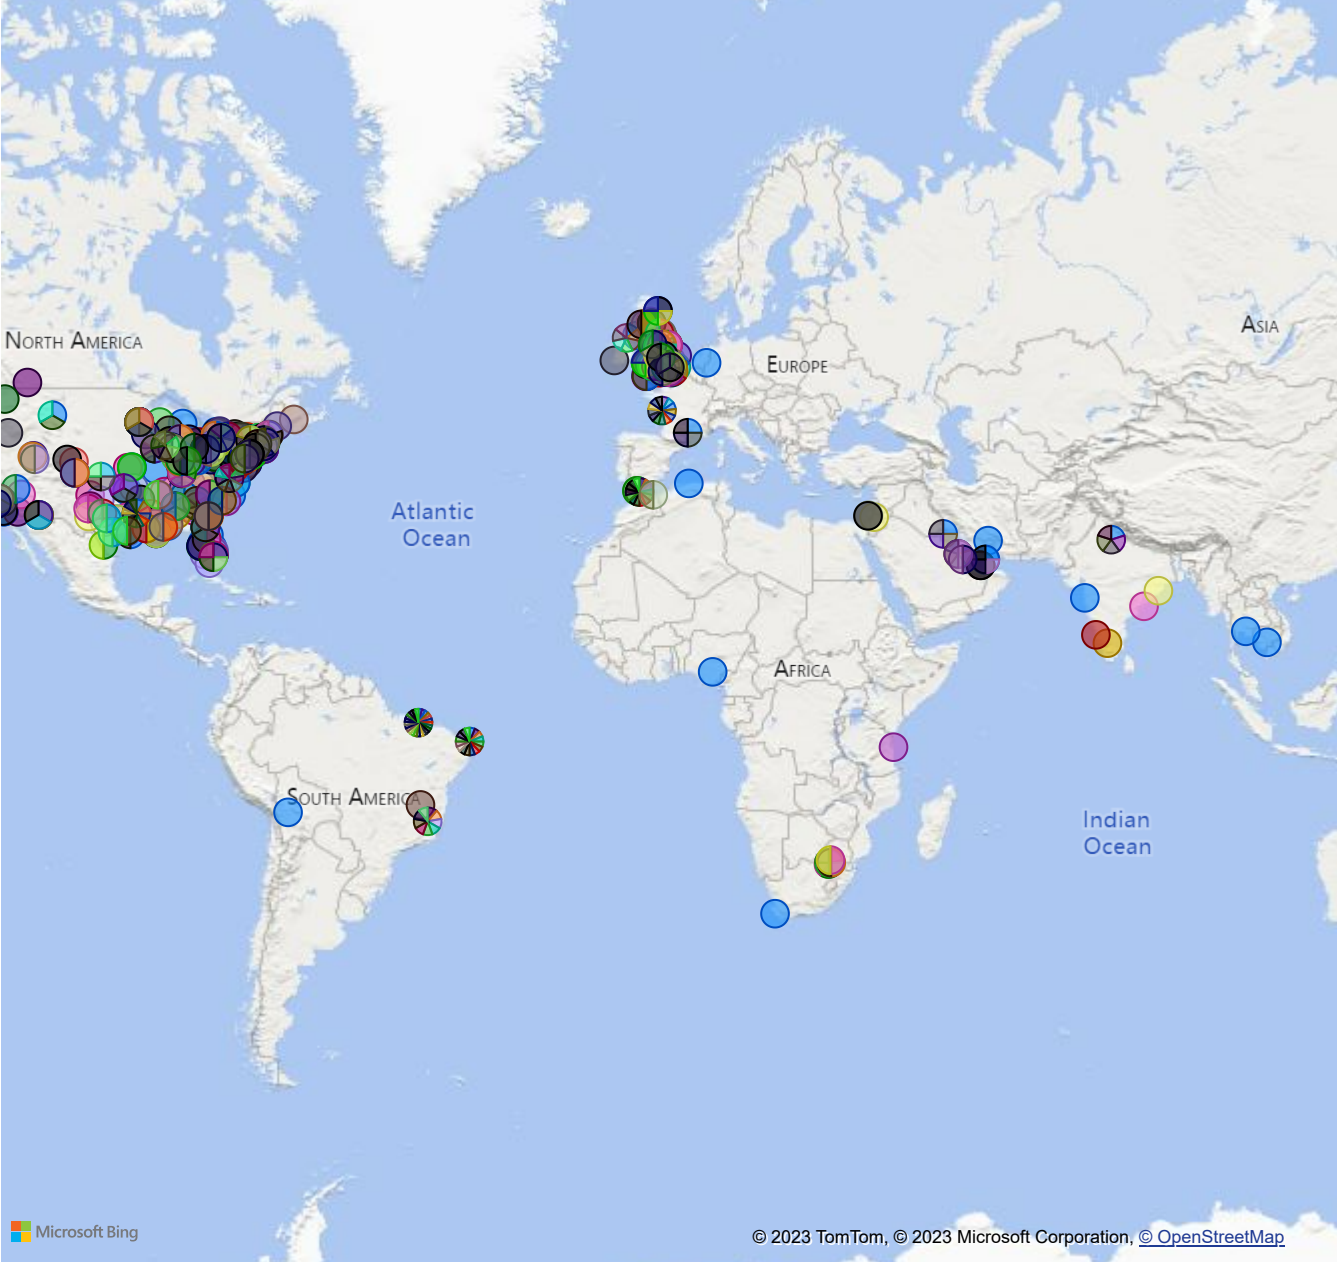 NORTH AMERICA
ASIA
EUROPE
Atlantic
Ocean
AFRICA
SOUTH AMERICA
Indian
Ocean
Microsoft Bing
© 2023 TomTom, © 2023 Microsoft Corporation, © OpenStreetMap